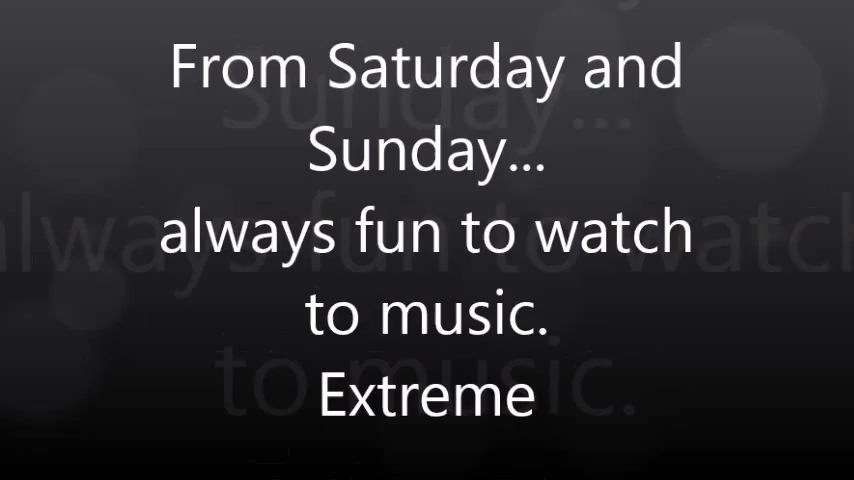 From Saturday and
Sunday...
always fun to watch
to music.
Extreme